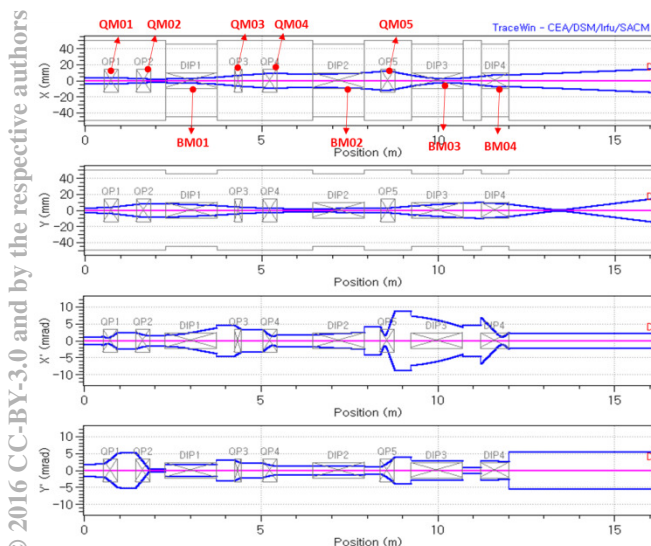 © 2016 CC-BY-3.0 and by the respective authors
QM01 QM02 QM03 QM04 QM05
TraceWin - CEA/DSM/Irfu/SACM
QP1 QP2 DIP1 QP3 QP4 DIP2 QP5 DIP3 DIP4
X (mm)
40
20
0
-20
-40
BM01 BM02 BM03 BM04
0 5 10 15
Position (m)
QP1 QP2 DIP1 QP3 QP4 DIP2 QP5 DIP3 DIP4
Y (mm)
40
20
0
-20
-40
0 5 10 15
Position (m)
QP1 QP2 DIP1 QP3 QP4 DIP2 QP5 DIP3 DIP4
X' (mrad)
10
5
0
-5
-10
0 5 10 15
Position (m)
QP1 QP2 DIP1 QP3 QP4 DIP2 QP5 DIP3 DIP4
Y' (mrad)
10
5
0
-5
-10
0 5 10 15
Position (m)